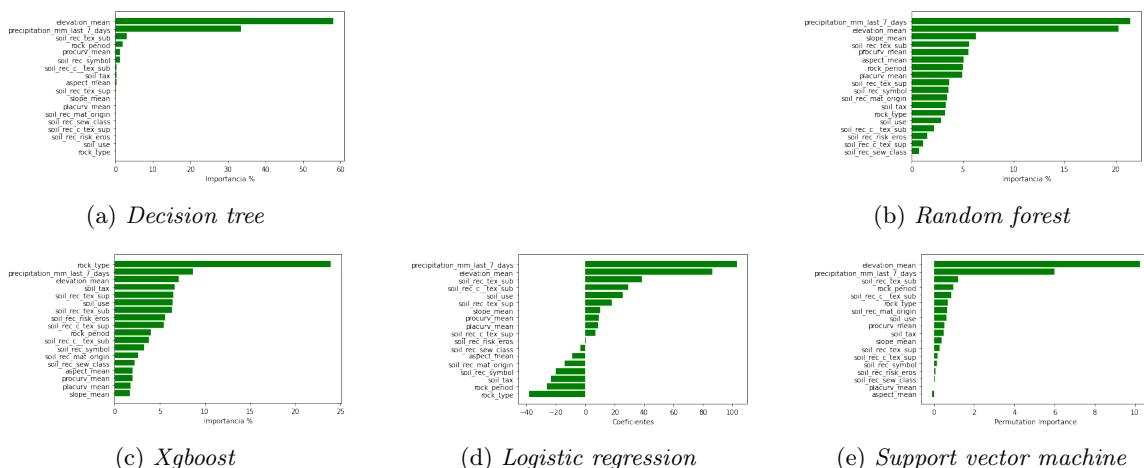 elevation_mean
precipitation_mm_last_7_days
soil_rec_tex_sub
rock_period
procurv_mean
soil_rec_symbol
soil_rec_c__tex_sub
soil_tax
aspect_mean
soil_rec_tex_sup
slope_mean
placurv_mean
soil_rec_mat_origin
soil_rec_sew_class
soil_rec_c_tex_sup
soil_rec_risk_eros
soil_use
rock_type
0 10 20 30 40 50 60
Importancia %
(a) Decision tree
precipitation_mm_last_7_days
elevation_mean
slope_mean
soil_rec_tex_sub
procurv_mean
aspect_mean
rock_period
placurv_mean
soil_rec_tex_sup
soil_rec_symbol
soil_rec_mat_origin
soil_tax
rock_type
soil_use
soil_rec_c__tex_sub
soil_rec_risk_eros
soil_rec_c_tex_sup
soil_rec_sew_class
0 5 10 15 20
Importancia %
(b) Random forest
rock_type
precipitation_mm_last_7_days
elevation_mean
soil_tax
soil_rec_tex_sup
soil_use
soil_rec_tex_sub
soil_rec_risk_eros
soil_rec_c_tex_sup
rock_period
soil_rec_c__tex_sub
soil_rec_symbol
soil_rec_mat_origin
soil_rec_sew_class
aspect_mean
procurv_mean
placurv_mean
slope_mean
0 5 10 15 20 25
Importancia %
(c) Xgboost
precipitation_mm_last_7_days
elevation_mean
soil_rec_tex_sub
soil_rec_c__tex_sub
soil_use
soil_rec_tex_sup
slope_mean
procurv_mean
placurv_mean
soil_rec_c_tex_sup
soil_rec_risk_eros
soil_rec_sew_class
aspect_mean
soil_rec_mat_origin
soil_rec_symbol
soil_tax
rock_period
rock_type
−40 −20 0 20 40 60 80 100
Coeficientes
(d) Logistic regression
elevation_mean
precipitation_mm_last_7_days
soil_rec_tex_sub
rock_period
soil_rec_c__tex_sub
rock_type
soil_rec_mat_origin
soil_use
procurv_mean
soil_tax
slope_mean
soil_rec_tex_sup
soil_rec_c_tex_sup
soil_rec_symbol
soil_rec_risk_eros
soil_rec_sew_class
placurv_mean
aspect_mean
0 2 4 6 8 10
Permutation Importance
(e) Support vector machine